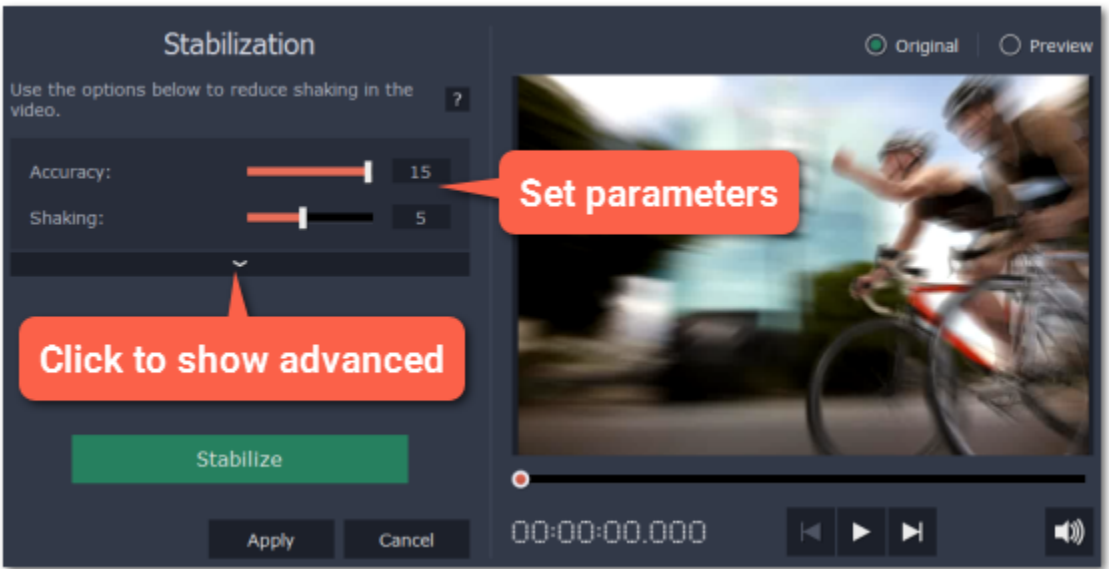 Stabilization
Original
Preview
Use the options below to reduce shaking in the
video.
?
Accuracy:
15
Set parameters
Shaking:
5
Click to show advanced
Stabilize
00:00:00.000
Apply
Cancel